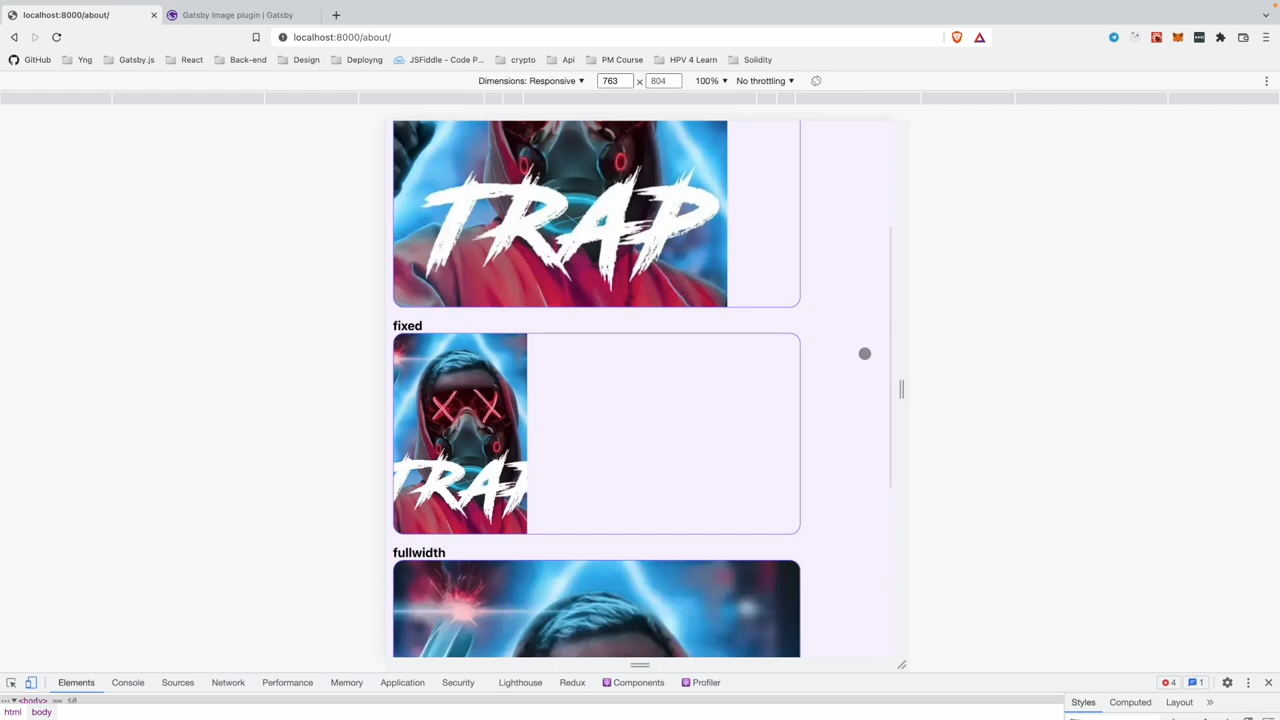 localhost:8000/about/
Gatsby Image plugin | Gatsby
localhost:8000/about/
GitHub Yng Gatsby.js React Back-end Design Deployng JSFiddle - Code P... crypto Api PM Course HPV 4 Learn Solidity
Dimensions: Responsive 763 x 804 100% No throttling
TRAP
fixed
TRAP
fullwidth
Elements Console Sources Network Performance Memory Application Security Lighthouse Redux Components Profiler 4 1
... <body> == $0
html body
Styles Computed Layout